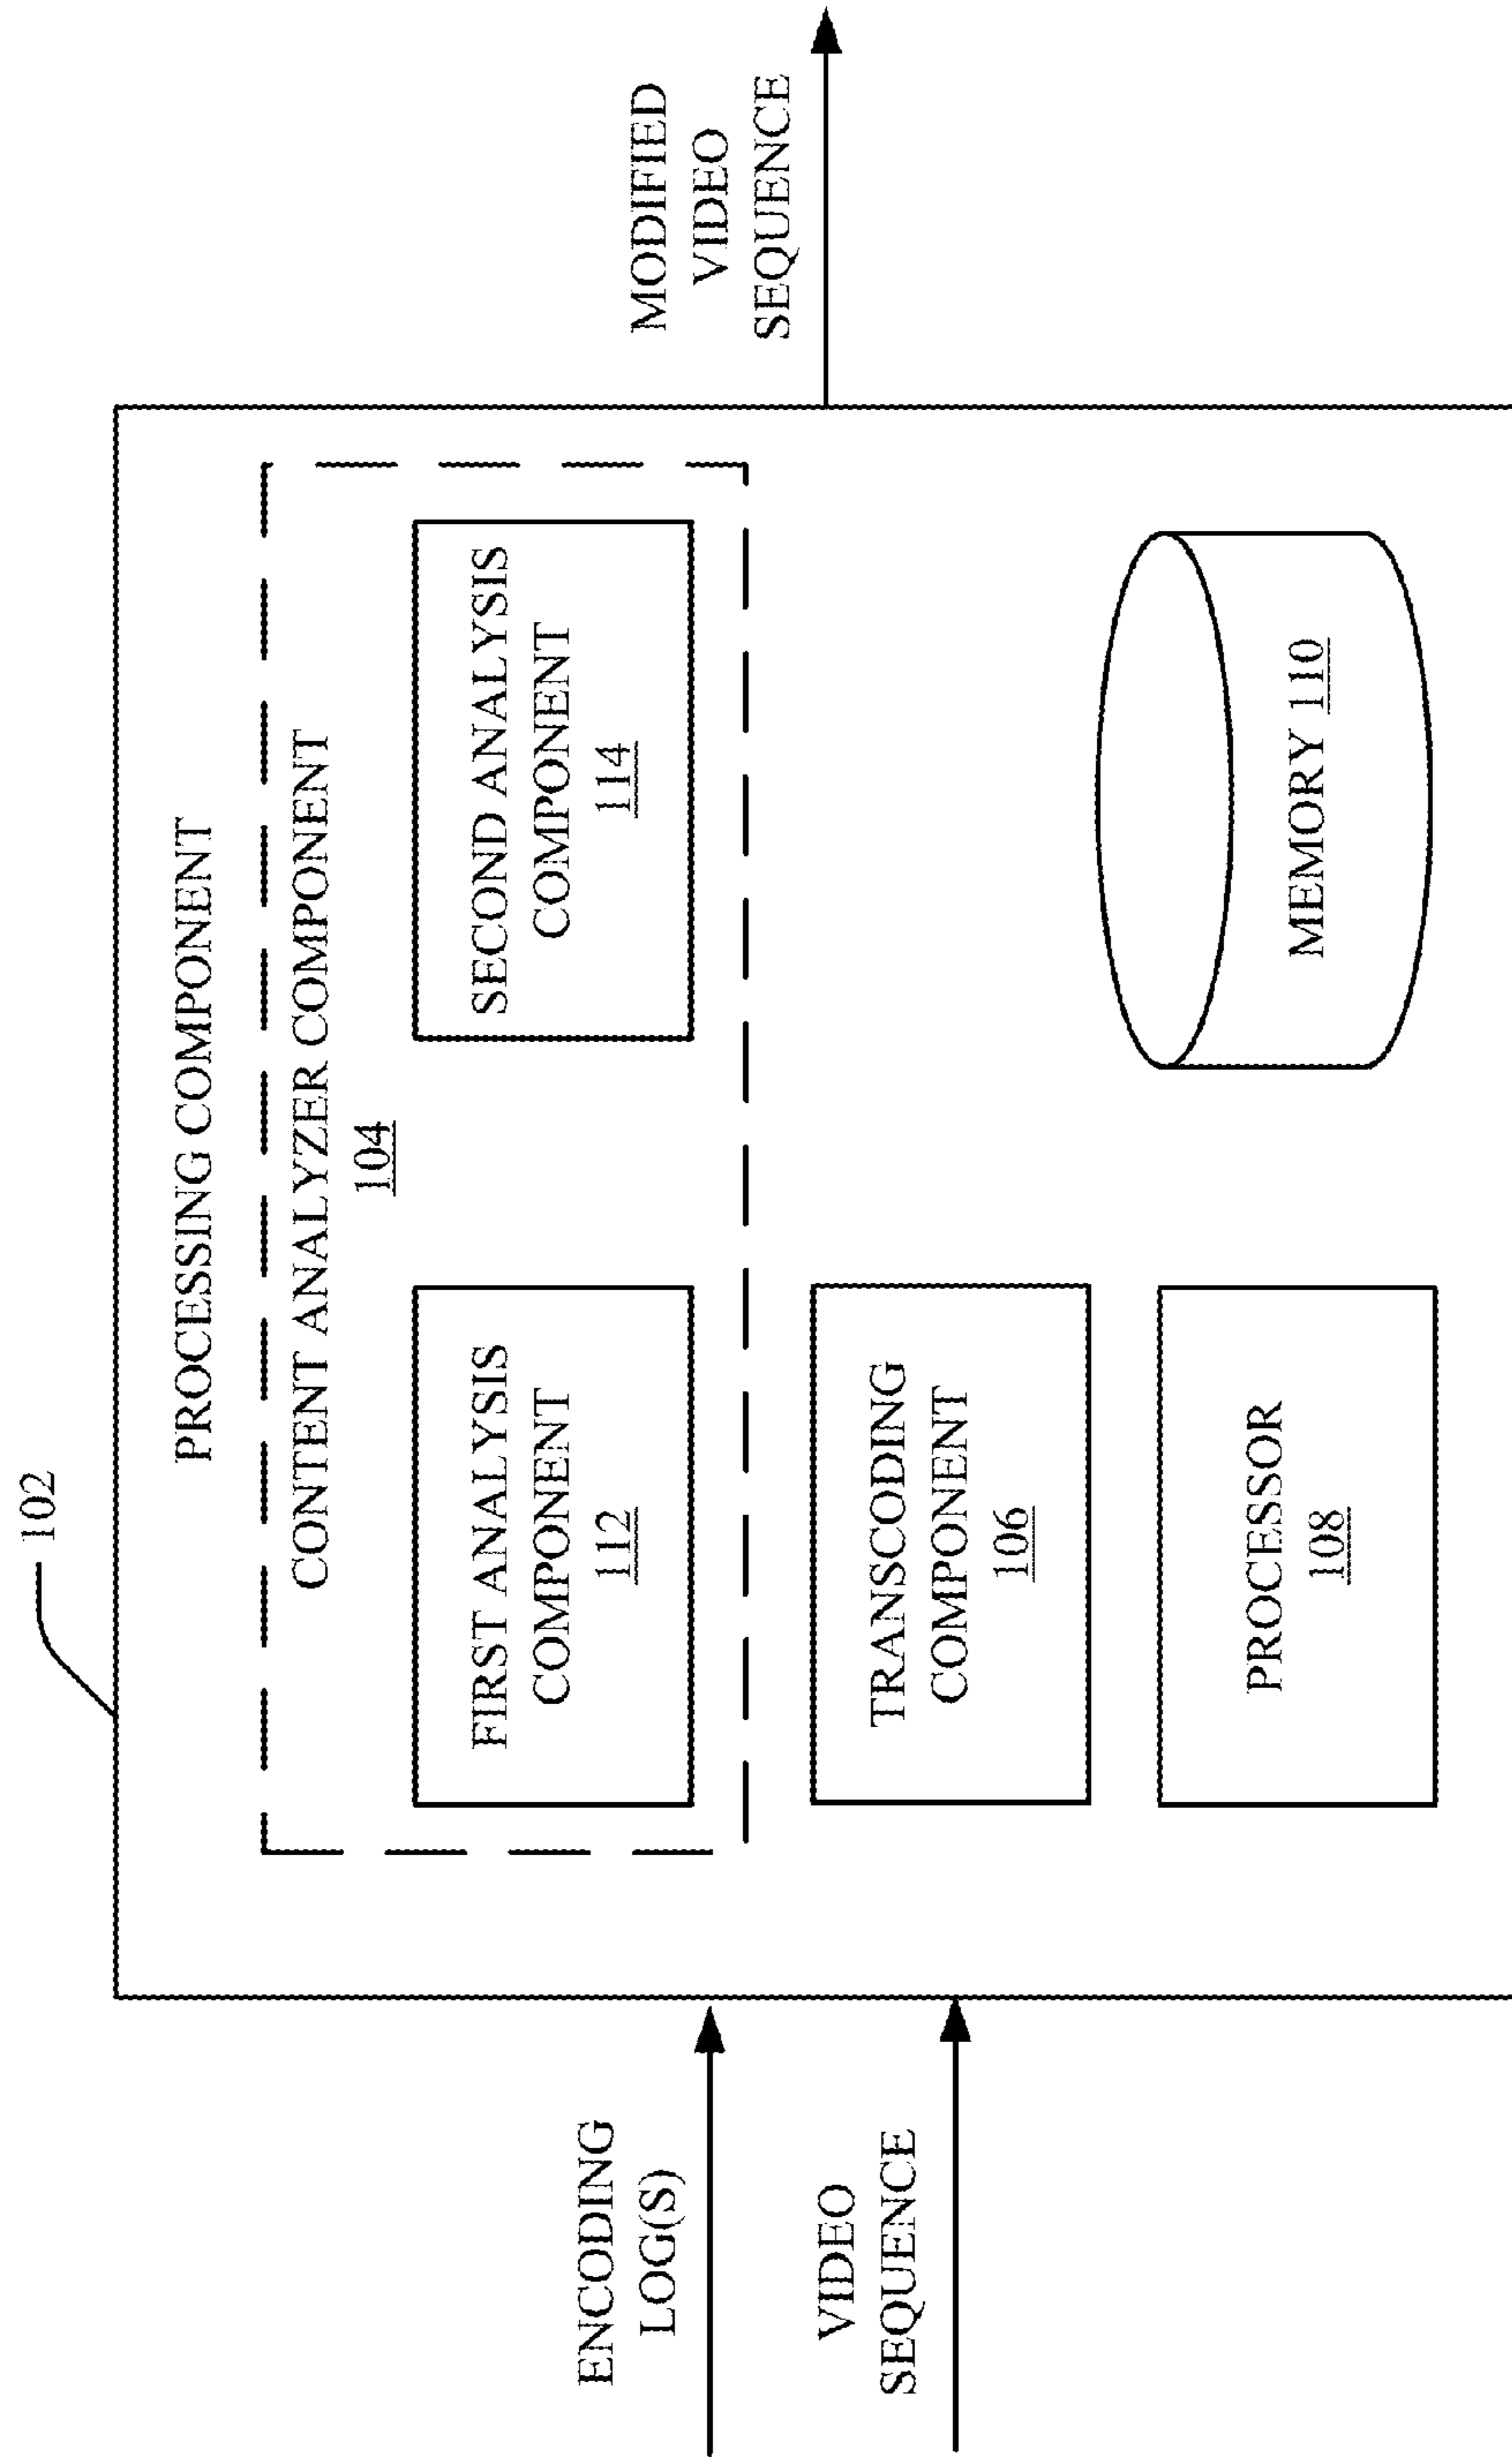 102
PROCESSING COMPONENT
CONTENT ANALYZER COMPONENT
104
FIRST ANALYSIS
COMPONENT
112
SECOND ANALYSIS
COMPONENT
114
ENCODING
LOG(S)
VIDEO
SEQUENCE
TRANSCODING
COMPONENT
106
PROCESSOR
108
MEMORY 110
MODIFIED
VIDEO
SEQUENCE